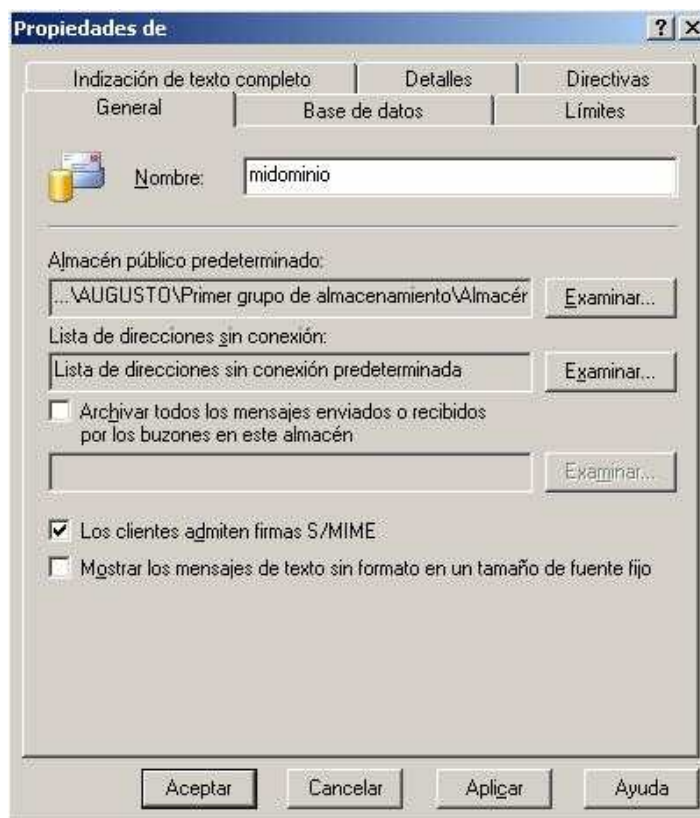 Propiedades de
Indización de texto completo Detalles Directivas
General Base de datos Límites
Nombre: midominio
Almacén público predeterminado:
...\AUGUSTO\Primer grupo de almacenamiento\Almacér Examinar...
Lista de direcciones sin conexión:
Lista de direcciones sin conexión predeterminada Examinar...
Archivar todos los mensajes enviados o recibidos
por los buzones en este almacén
Examinar...
Los clientes admiten firmas S/MIME
Mostrar los mensajes de texto sin formato en un tamaño de fuente fijo
Aceptar Cancelar Aplicar Ayuda